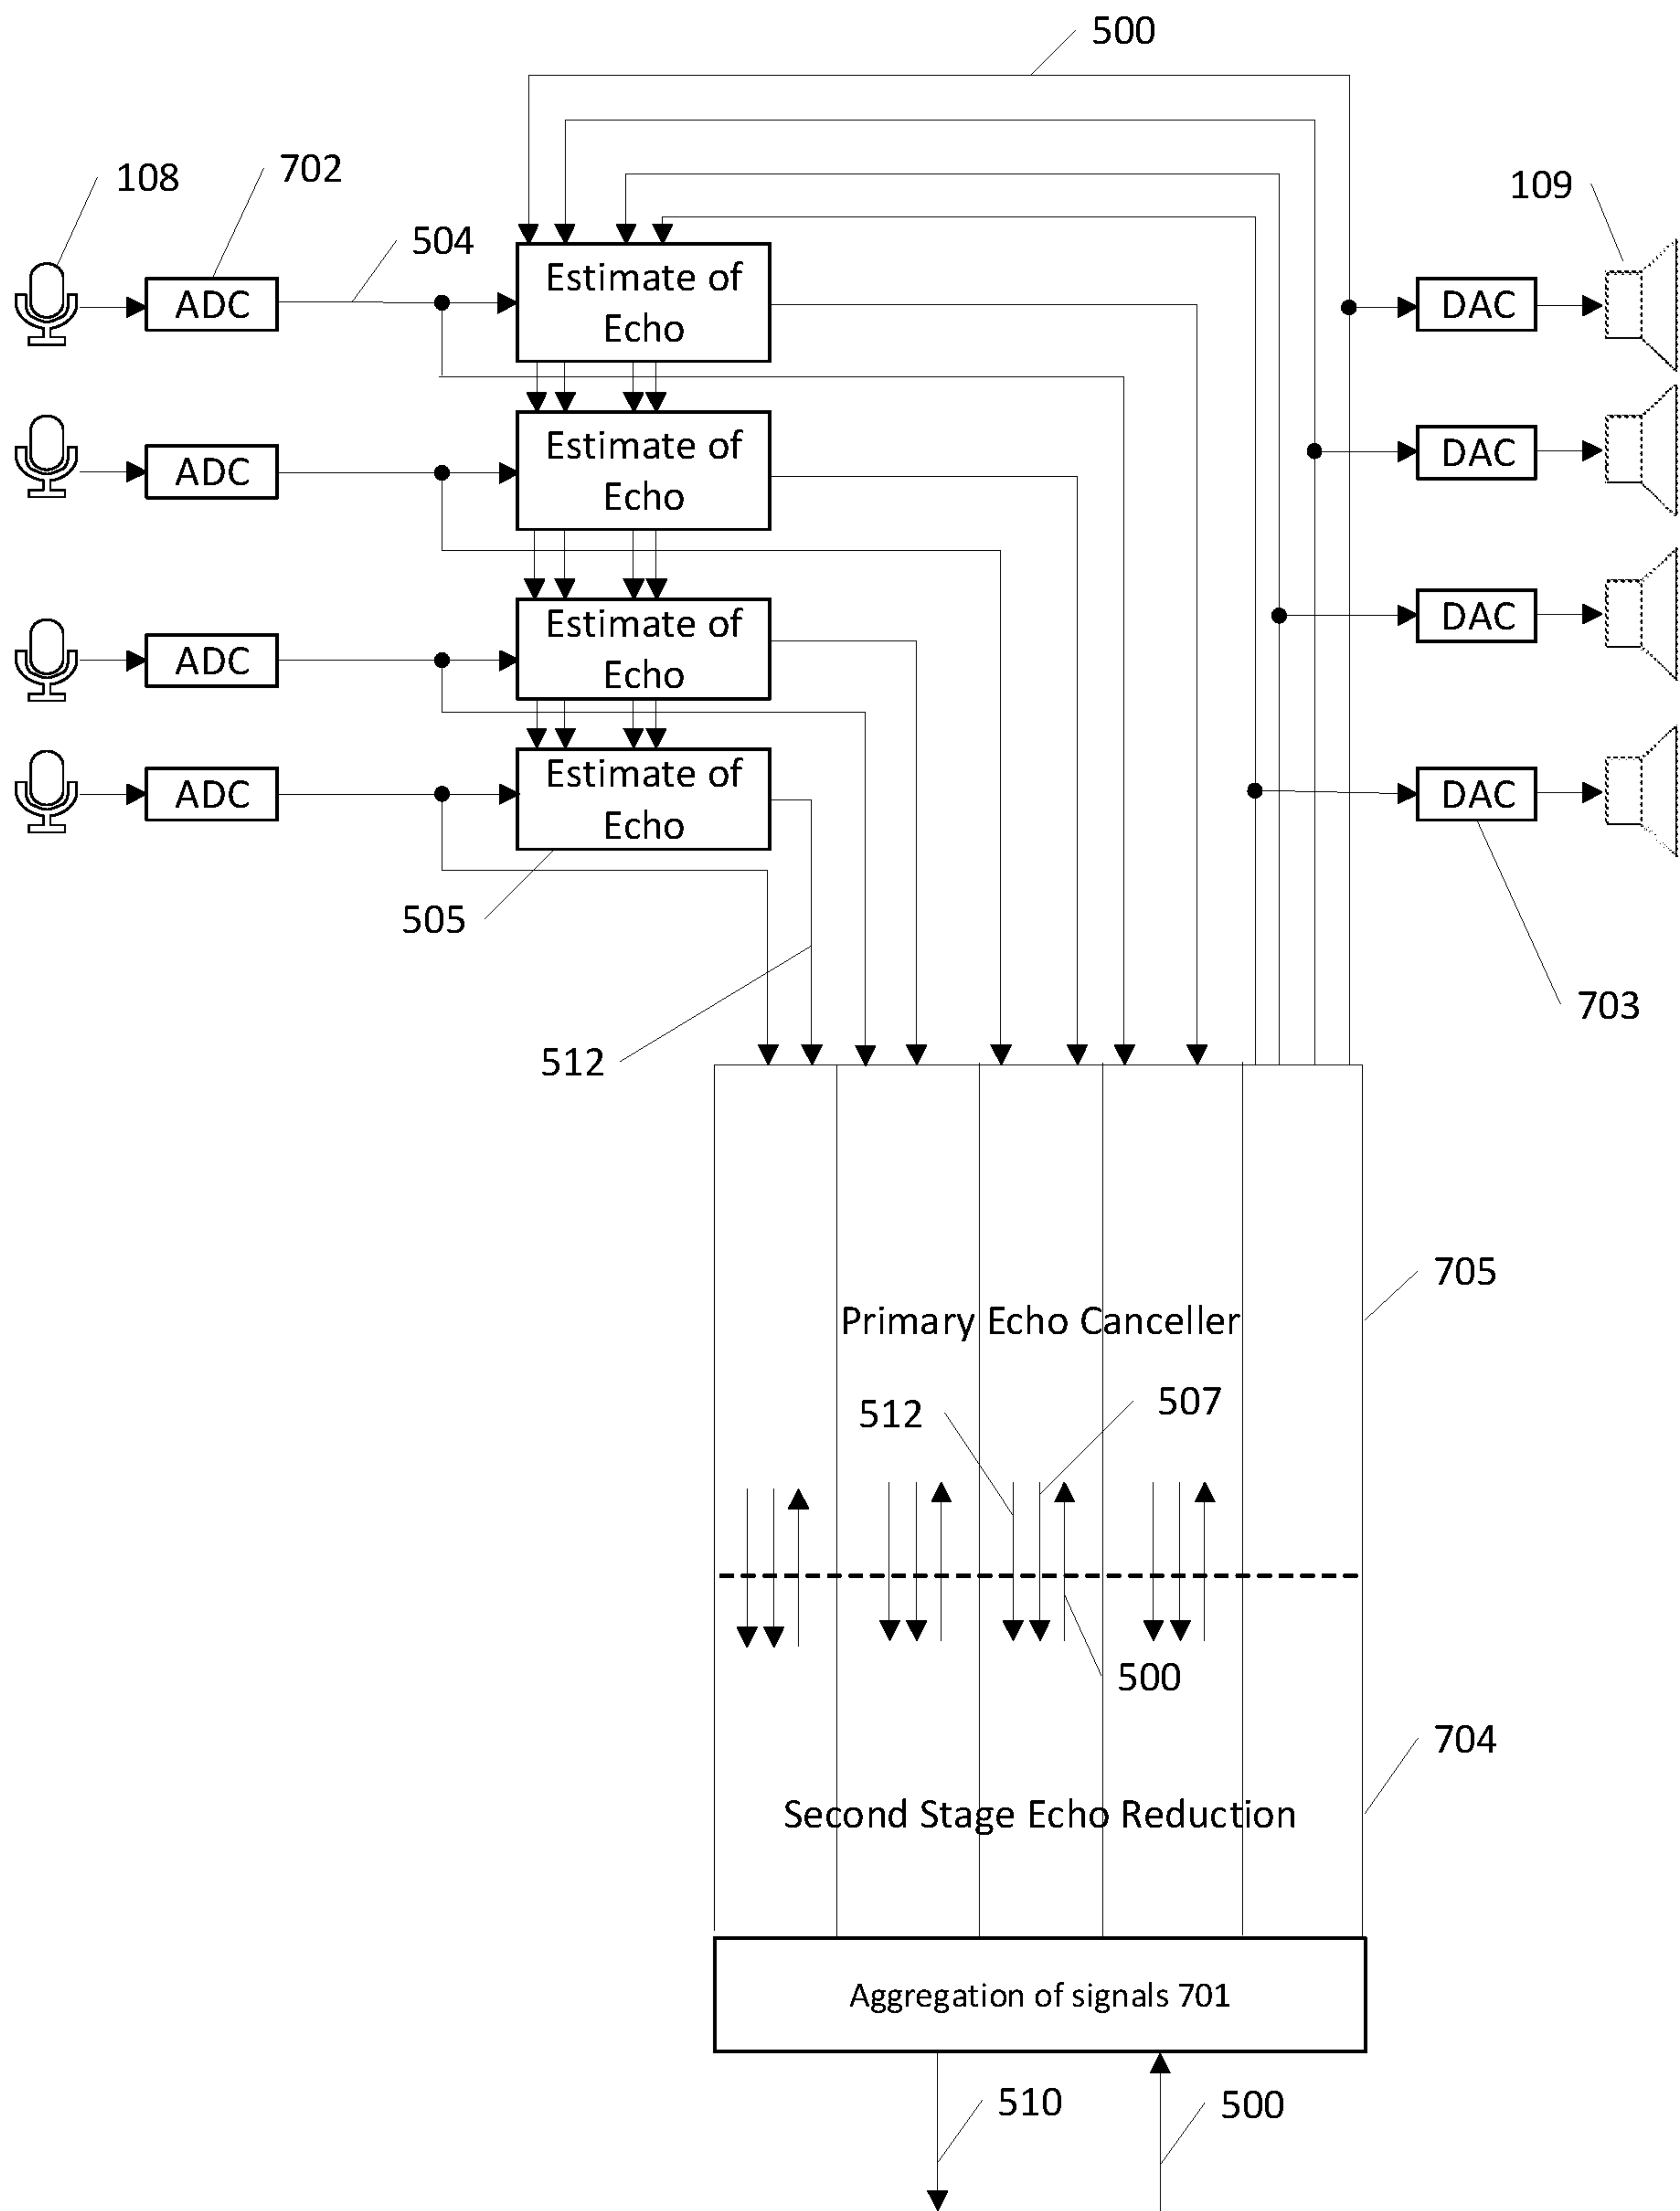 500
108
702
109
504
ADC
Estimate of
Echo
DAC
ADC
Estimate of
Echo
DAC
ADC
Estimate of
Echo
DAC
ADC
Estimate of
Echo
DAC
505
703
512
705
Primary Echo Canceller
512
507
500
704
Second Stage Echo Reduction
Aggregation of signals 701
510
500